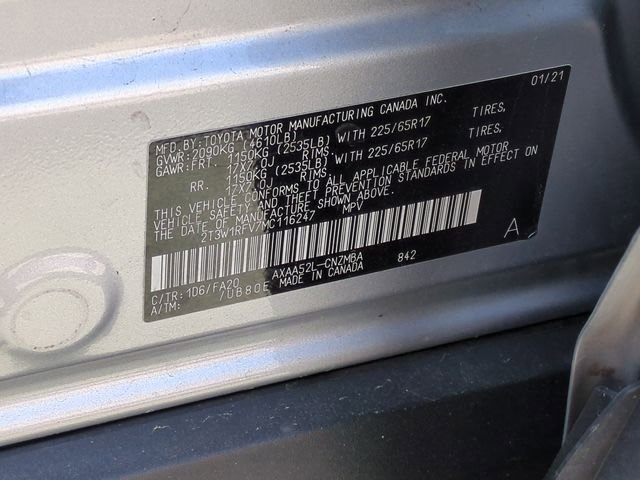 MFD.BY:TOYOTA MOTOR MANUFACTURING CANADA INC. 01/21
GVWR:2090KG (4610LB)
GAWR:FRT. 1150KG (2535LB) WITH 225/65R17 TIRES,
17X7.0J RIMS,
RR. 1150KG (2535LB) WITH 225/65R17 TIRES,
17X7.0J RIMS.
THIS VEHICLE CONFORMS TO ALL APPLICABLE FEDERAL MOTOR
VEHICLE SAFETY AND THEFT PREVENTION STANDARDS IN EFFECT ON
THE DATE OF MANUFACTURE SHOWN ABOVE.
2T3W1RFV7MC116247 MPV
A
C/TR:1D6/FA20 AXAA52L-CNZMBA 842
A/TM: /UB80E MADE IN CANADA